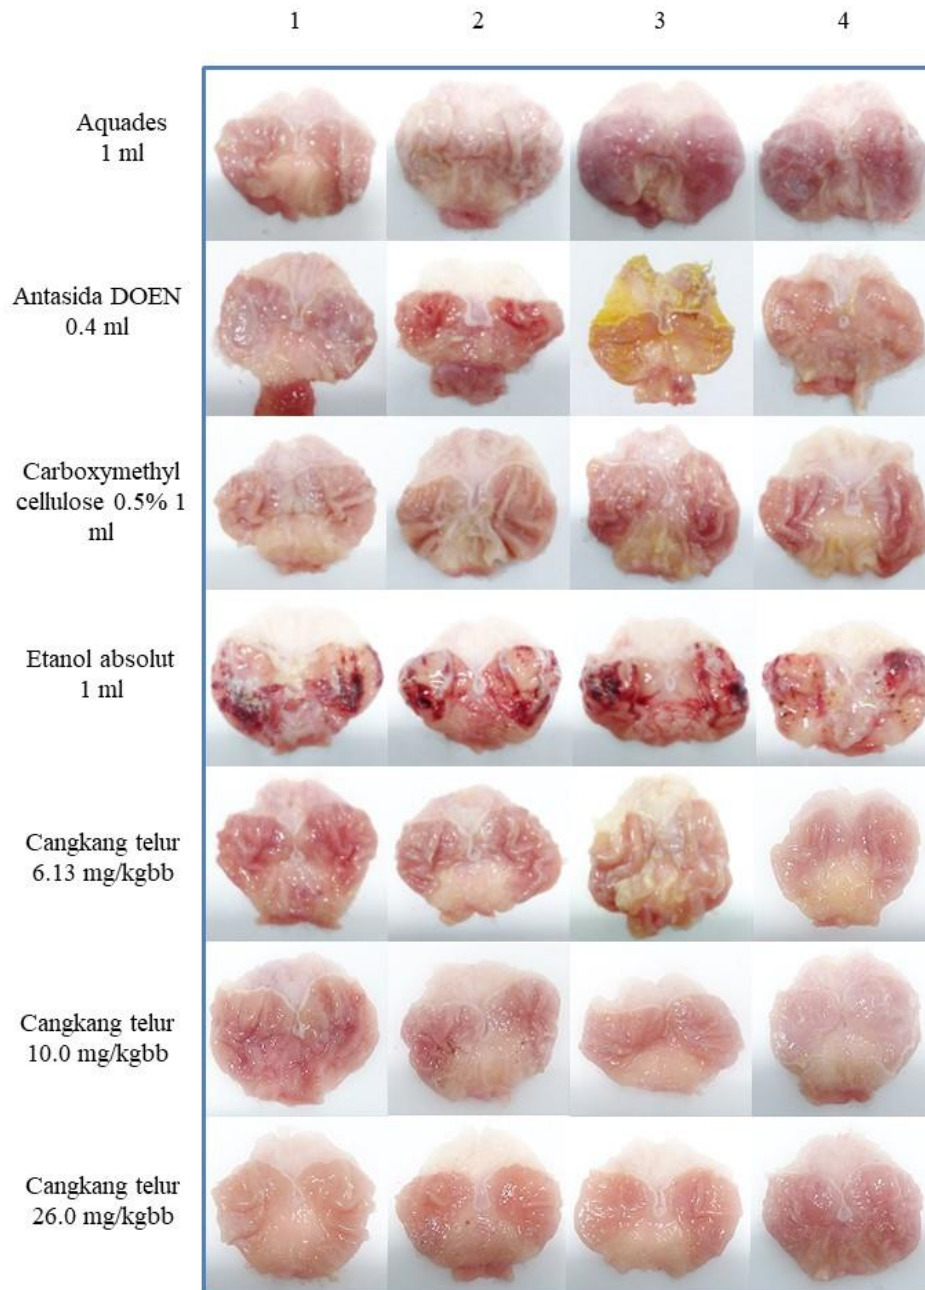 1 2 3 4
Aquades
1 ml
Antasida DOEN
0.4 ml
Carboxymethyl
cellulose 0.5% 1
ml
Etanol absolut
1 ml
Cangkang telur
6.13 mg/kgbb
Cangkang telur
10.0 mg/kgbb
Cangkang telur
26.0 mg/kgbb